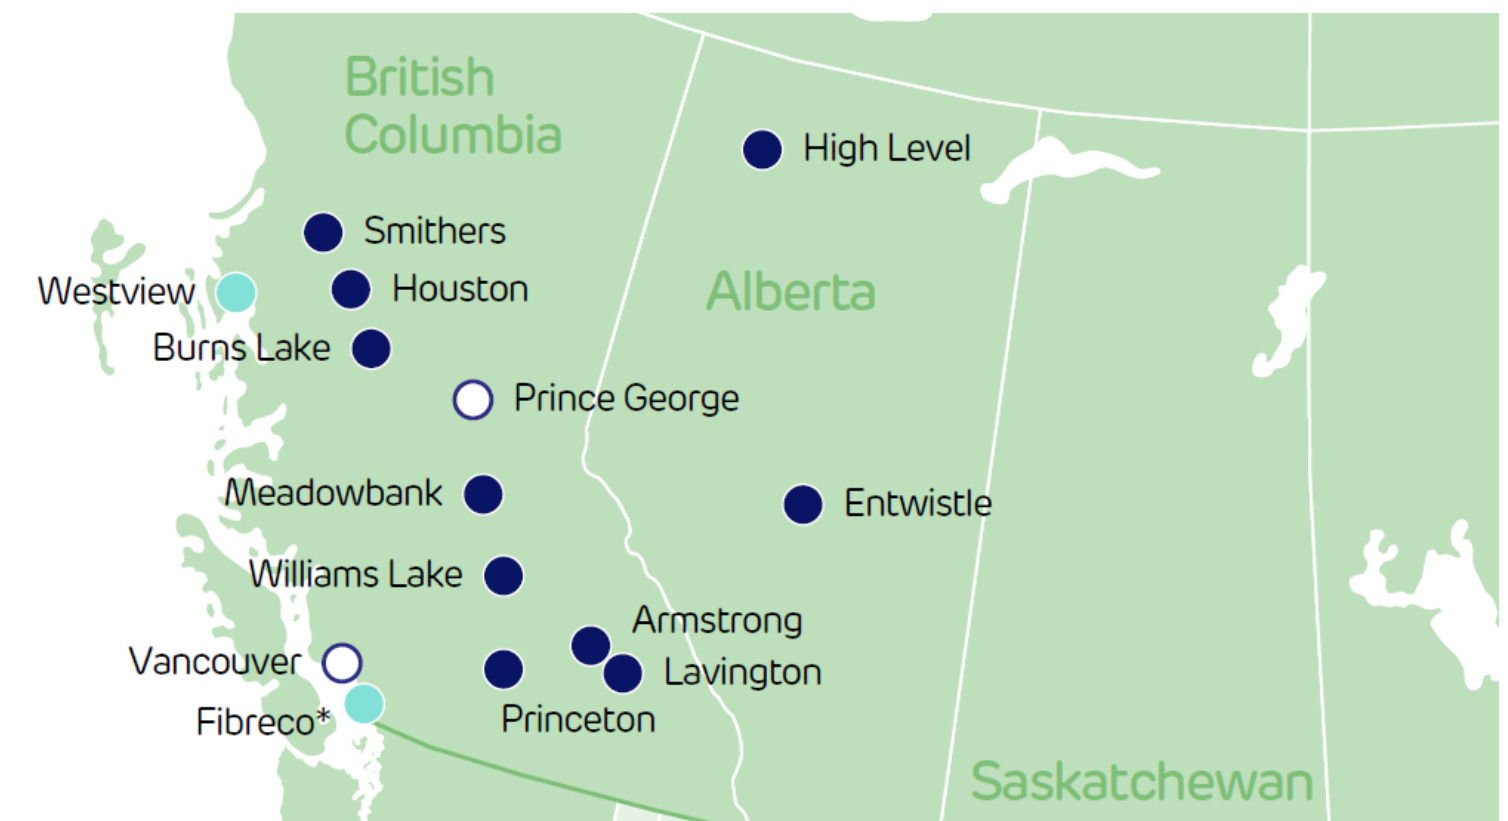 British
Columbia
High Level
Smithers
Westview
Houston
Alberta
Burns Lake
Prince George
Meadowbank
Entwistle
Williams Lake
Armstrong
Vancouver
Lavington
Fibreco*
Princeton
Saskatchewan